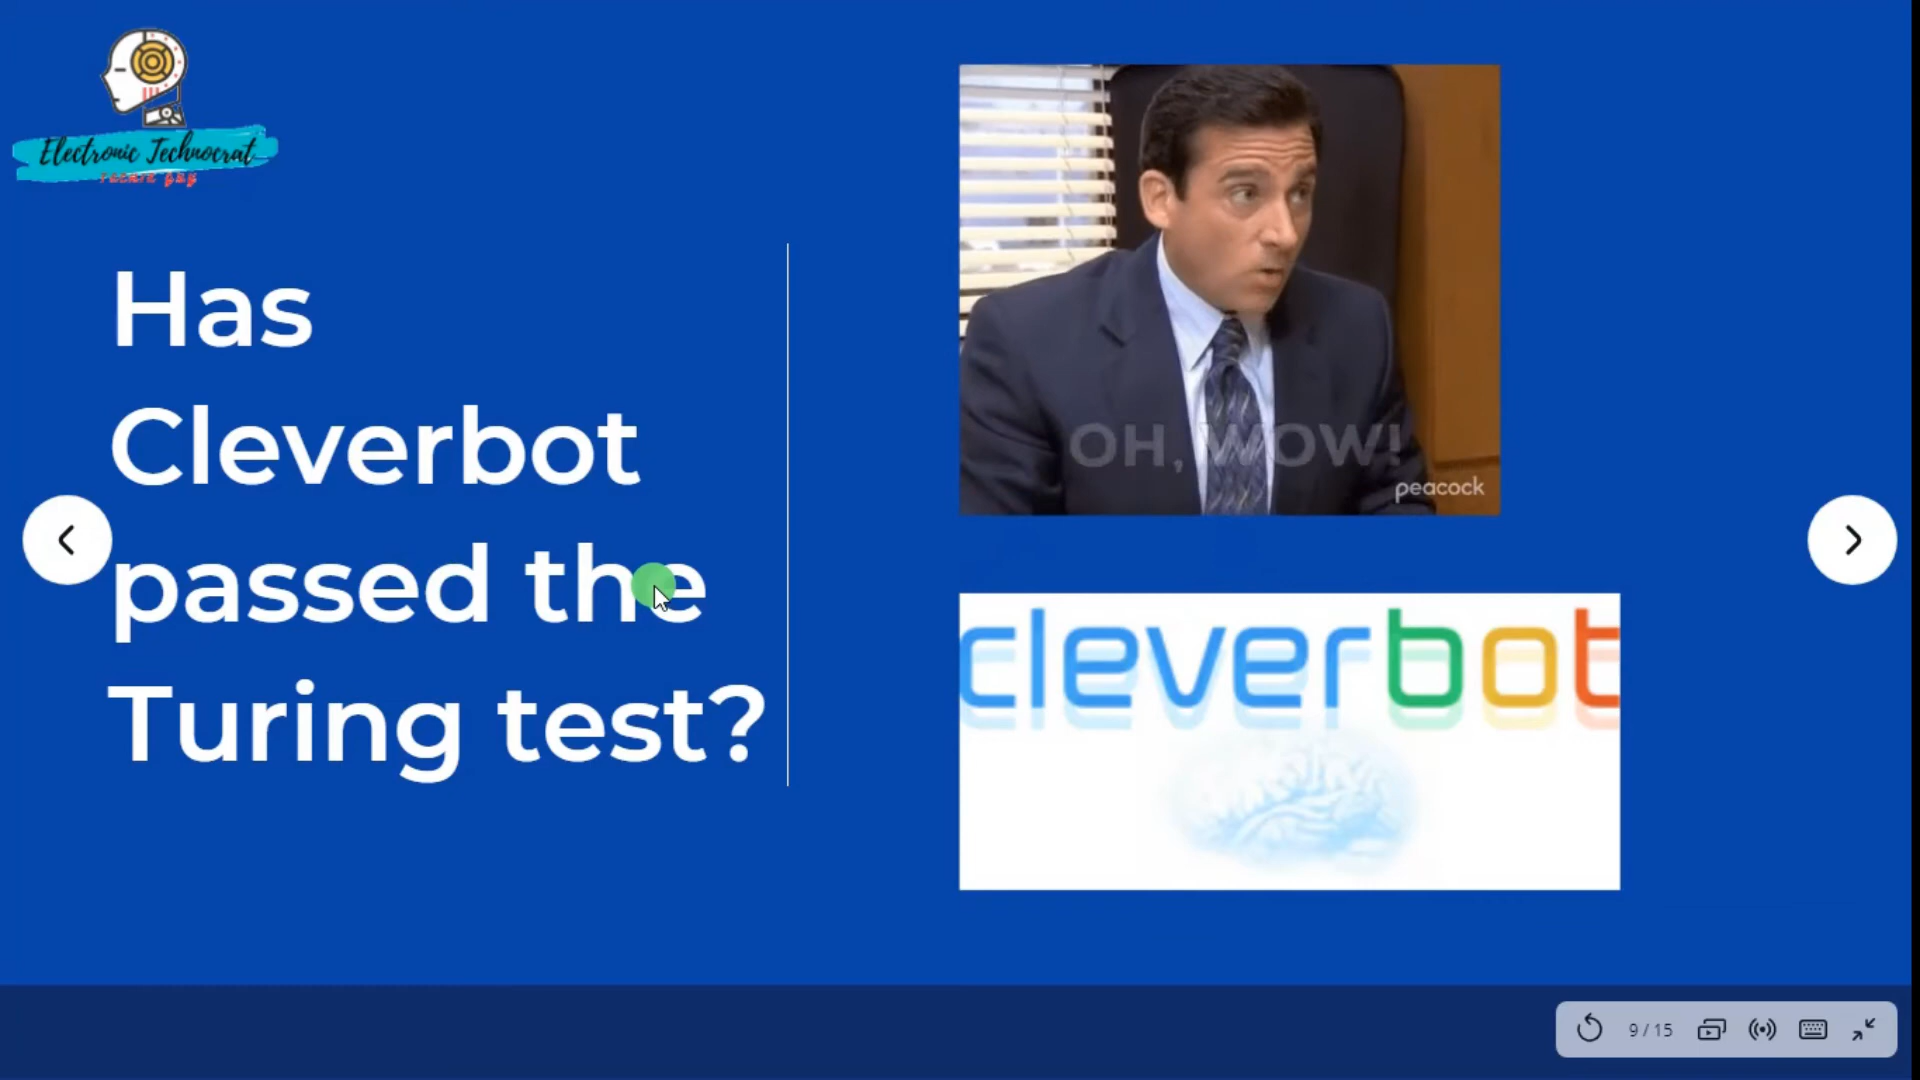 Electronic Technocrat
Has
Cleverbot
passed the
Turing test?
OH, WOW!
peacock
cleverbot
9 / 15